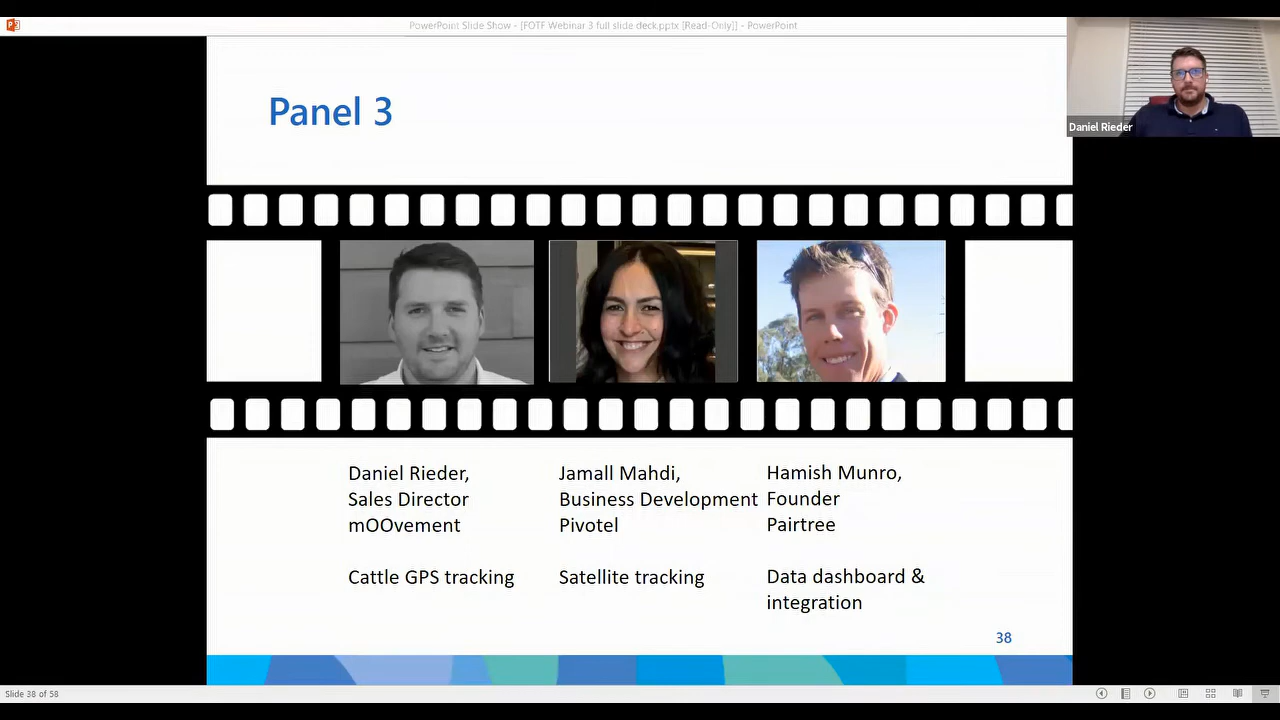 PowerPoint Slide Show - [FOTF Webinar 3 full slide deck.pptx [Read-Only]] - PowerPoint
Daniel Rieder
Panel 3
Daniel Rieder,
Sales Director
mOOvement
Cattle GPS tracking
Jamall Mahdi,
Business Development
Pivotel
Satellite tracking
Hamish Munro,
Founder
Pairtree
Data dashboard &
integration
38
Slide 38 of 58